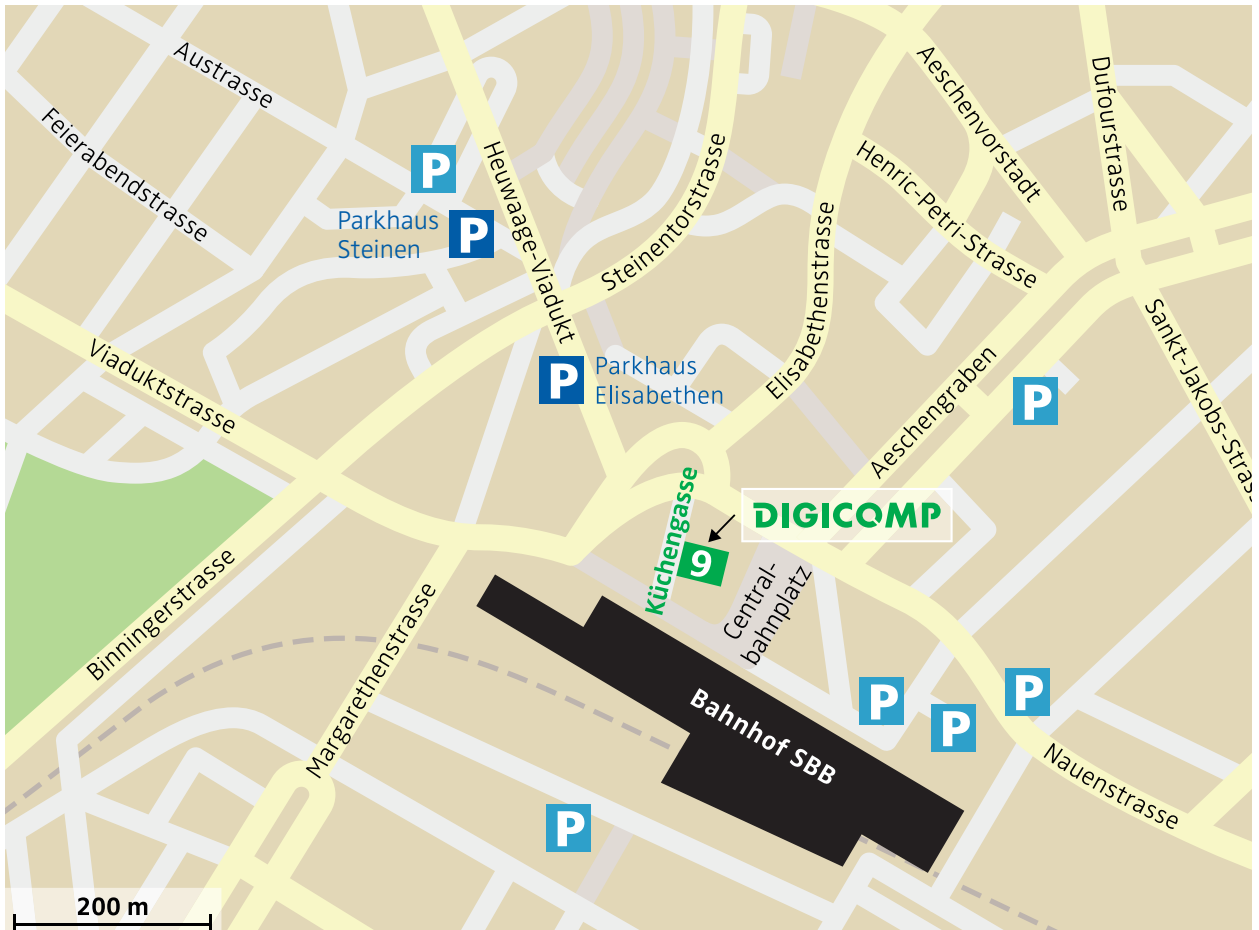 Austrasse
Feierabendstrasse
P
Parkhaus
Steinen
P
Heuwaage-Viadukt
Steinentorstrasse
Aeschenvorstadt
Dufourstrasse
Henric-Petri-Strasse
Elisabethenstrasse
Sankt-Jakobs-Strass
Viaduktstrasse
P
Parkhaus
Elisabethen
Aeschengraben
P
Küchengasse
DIGICOMP
9
Central-
bahnplatz
Binningerstrasse
Margarethenstrasse
Bahnhof SBB
P
P
P
Nauenstrasse
P
200 m